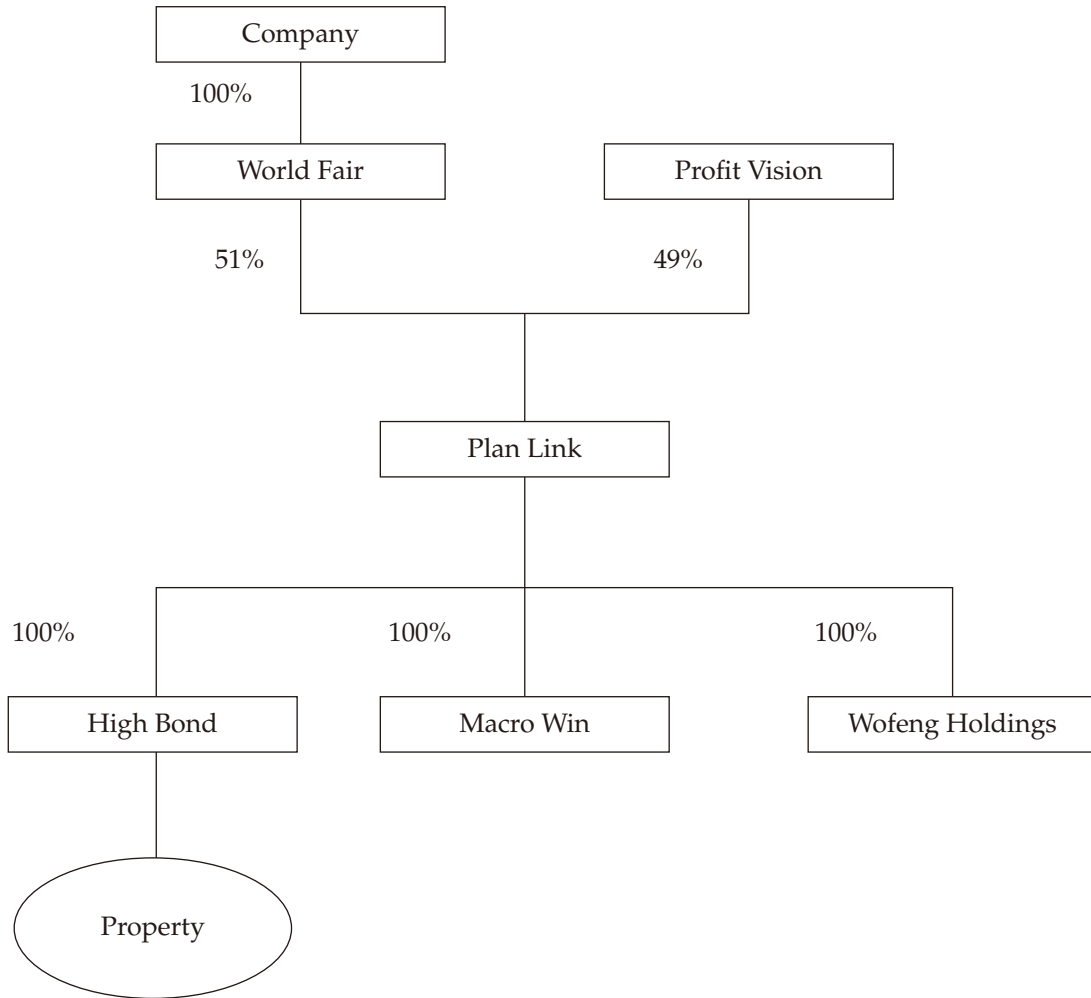 Company
100%
World Fair
Profit Vision
51%
49%
Plan Link
100%
100%
100%
High Bond
Macro Win
Wofeng Holdings
Property